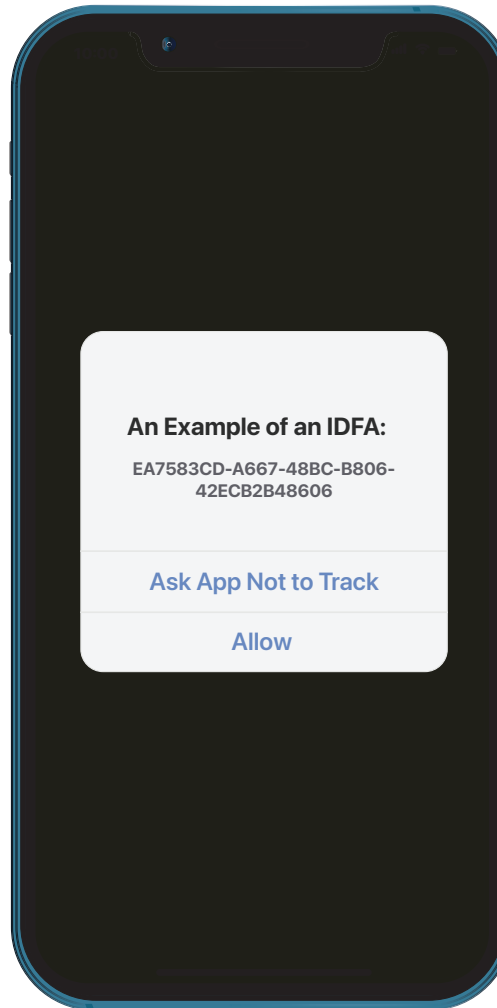 An Example of an IDFA:
EA7583CD-A667-48BC-B806-
42ECB2B48606
Ask App Not to Track
Allow